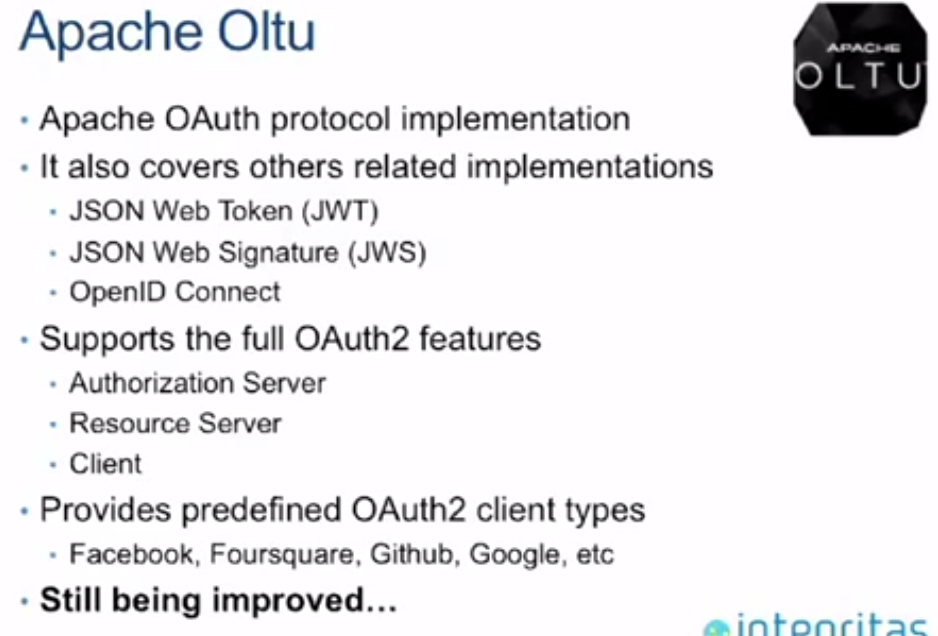 Apache Oltu
APACHE
OLTU
• Apache OAuth protocol implementation
• It also covers others related implementations
• JSON Web Token (JWT)
• JSON Web Signature (JWS)
• OpenID Connect
• Supports the full OAuth2 features
• Authorization Server
• Resource Server
• Client
• Provides predefined OAuth2 client types
• Facebook, Foursquare, Github, Google, etc
• Still being improved...